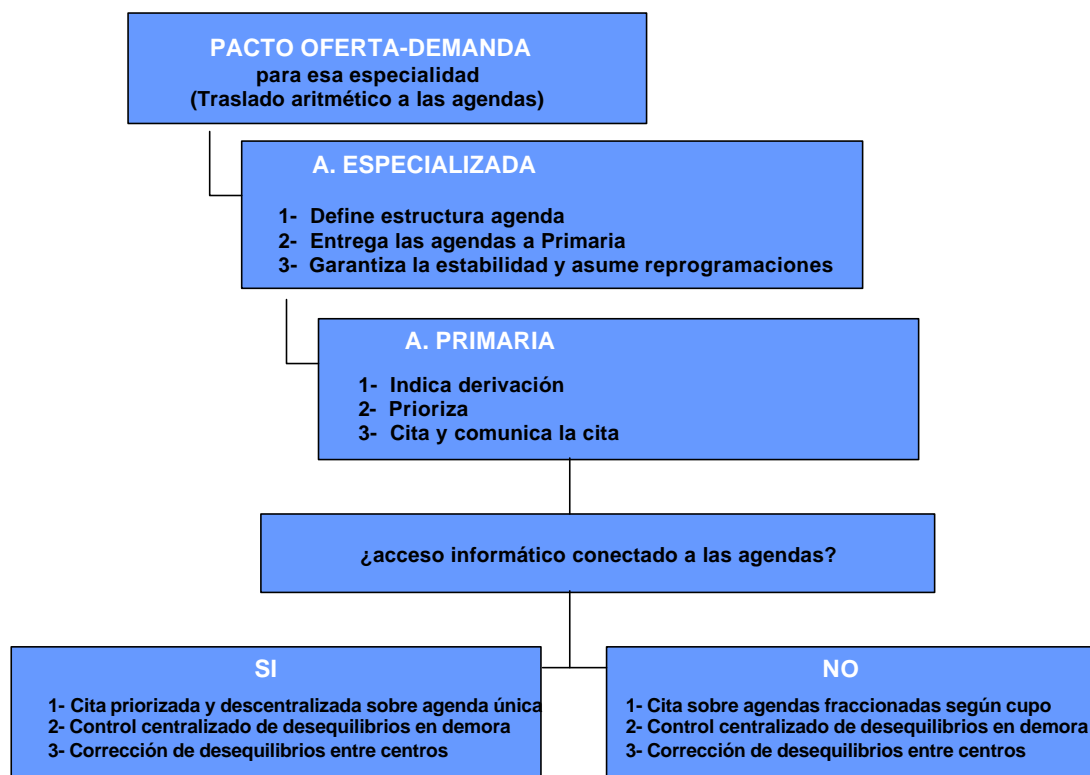 PACTO OFERTA-DEMANDA
para esa especialidad
(Traslado aritmético a las agendas)
A. ESPECIALIZADA
1- Define estructura agenda
2- Entrega las agendas a Primaria
3- Garantiza la estabilidad y asume reprogramaciones
A. PRIMARIA
1- Indica derivación
2- Prioriza
3- Cita y comunica la cita
¿acceso informático conectado a las agendas?
SI
1- Cita priorizada y descentralizada sobre agenda única
2- Control centralizado de desequilibrios en demora
3- Corrección de desequilibrios entre centros
NO
1- Cita sobre agendas fraccionadas según cupo
2- Control centralizado de desequilibrios en demora
3- Corrección de desequilibrios entre centros